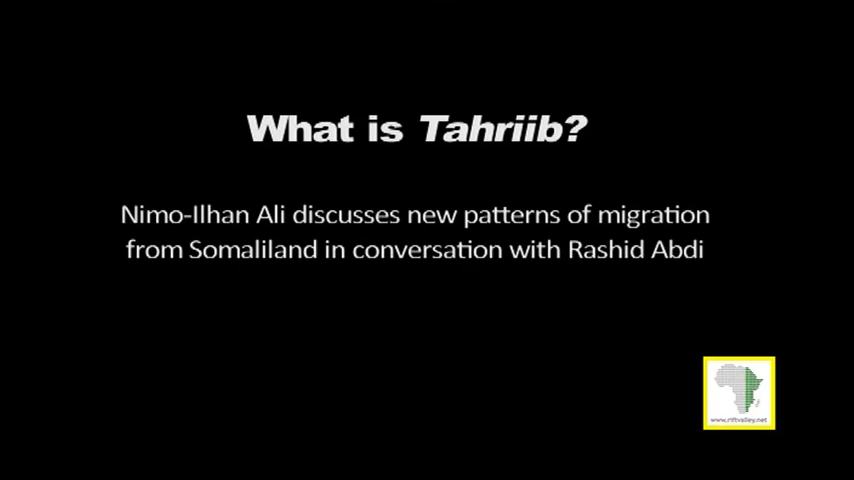 What is Tahriib?
Nimo-Ilhan Ali discusses new patterns of migration
from Somaliland in conversation with Rashid Abdi
www.riftvalley.net